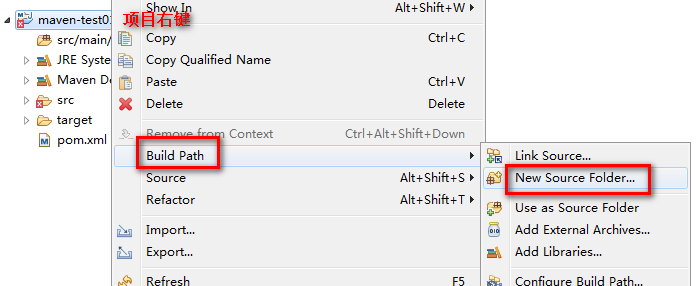 maven-test0
项目右键
src/main/
JRE Syste
Maven De
src
target
pom.xml
Show In Alt+Shift+W
Copy Ctrl+C
Copy Qualified Name
Paste Ctrl+V
Delete Delete
Remove from Context Ctrl+Alt+Shift+Down
Build Path
Source Alt+Shift+S
Refactor Alt+Shift+T
Import...
Export...
Refresh F5
Link Source...
New Source Folder...
Use as Source Folder
Add External Archives...
Add Libraries...
Configure Build Path...